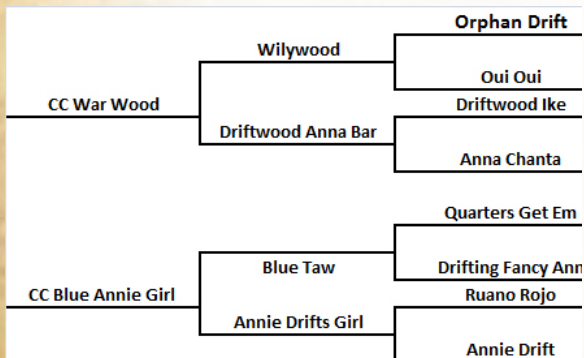 Orphan Drift
Wilywood
Oui Oui
CC War Wood
Driftwood Ike
Driftwood Anna Bar
Anna Chanta
Quarters Get Em
Blue Taw
Drifting Fancy Ann
CC Blue Annie Girl
Ruano Rojo
Annie Drifts Girl
Annie Drift